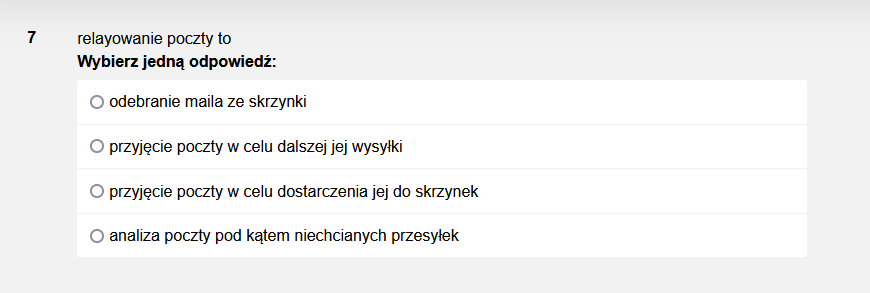 7 relayowanie poczty to
Wybierz jedną odpowiedź:
odebranie maila ze skrzynki
przyjęcie poczty w celu dalszej jej wysyłki
przyjęcie poczty w celu dostarczenia jej do skrzynek
analiza poczty pod kątem niechcianych przesyłek